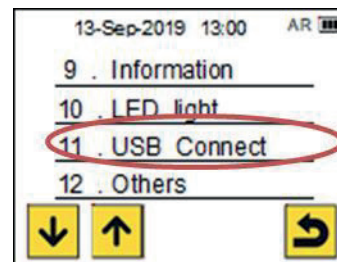 13-Sep-2019 13:00 AR
9 . Information
10 . LED light
11 . USB Connect
12 . Others